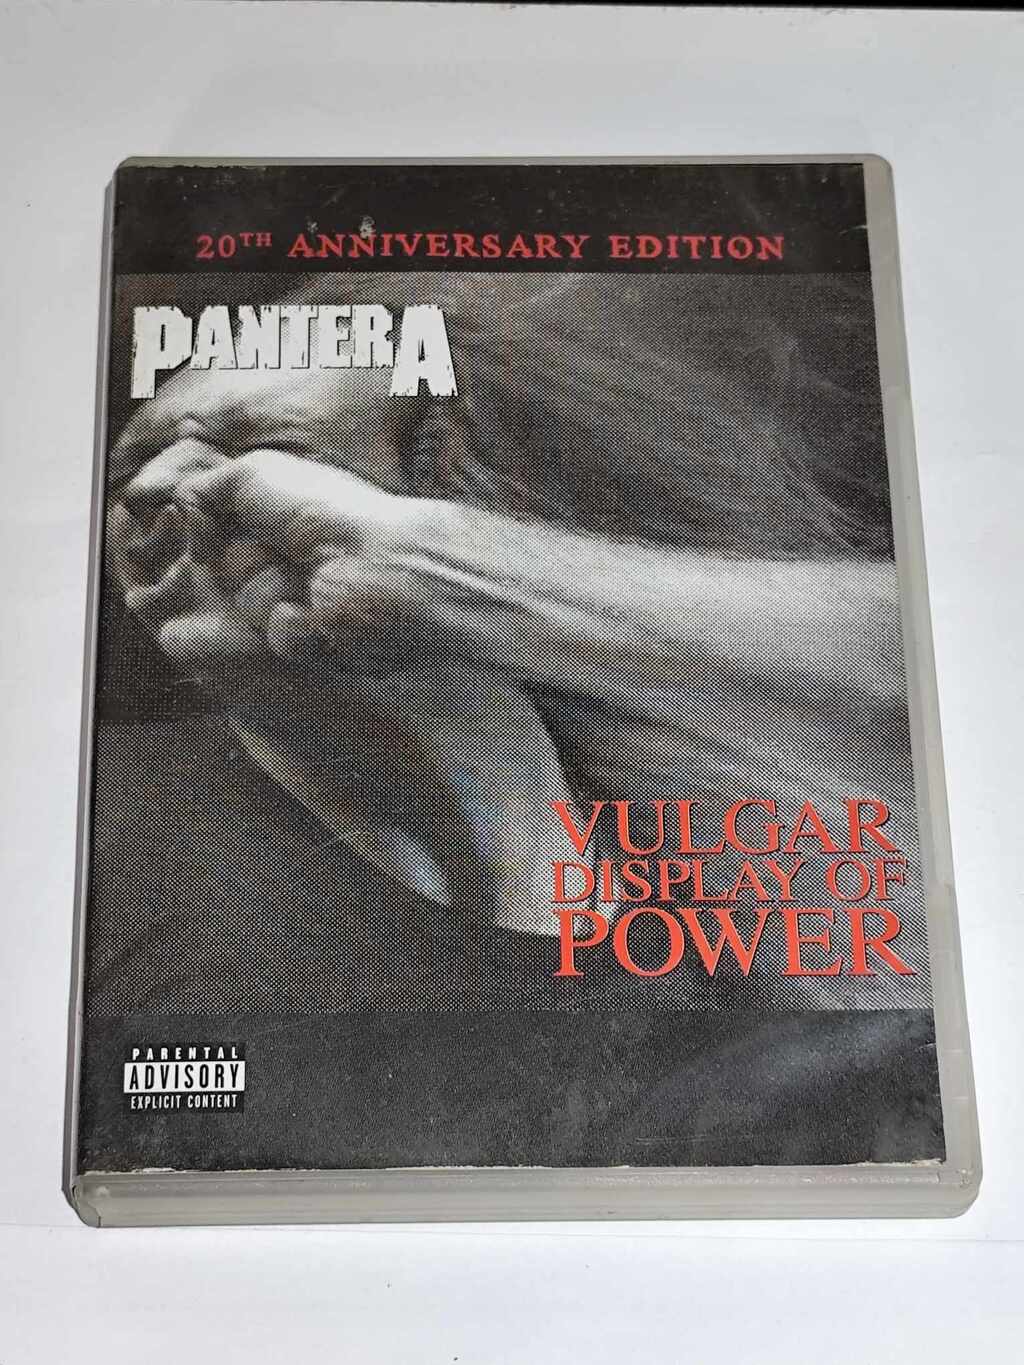 20TH ANNIVERSARY EDITION
PANTERA
VULGAR
DISPLAY OF
POWER
PARENTAL
ADVISORY
EXPLICIT CONTENT